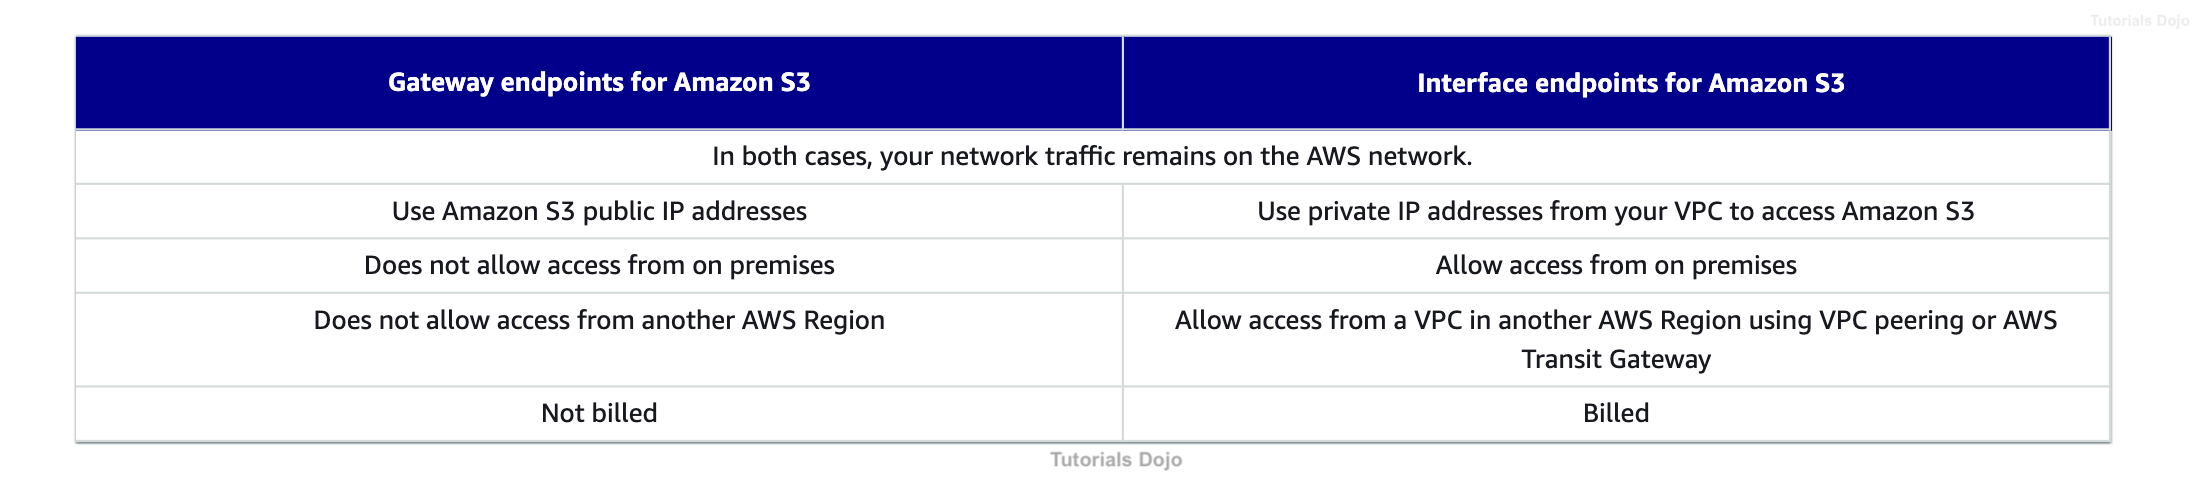 Tutorials Dojo
Gateway endpoints for Amazon S3
Interface endpoints for Amazon S3
In both cases, your network traffic remains on the AWS network.
Use Amazon S3 public IP addresses
Use private IP addresses from your VPC to access Amazon S3
Does not allow access from on premises
Allow access from on premises
Does not allow access from another AWS Region
Allow access from a VPC in another AWS Region using VPC peering or AWS
Transit Gateway
Not billed
Billed
Tutorials Dojo